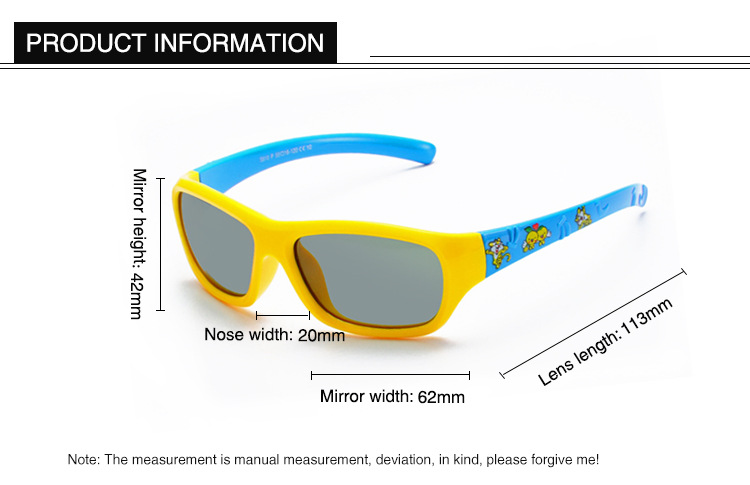 PRODUCT INFORMATION
Mirror height: 42mm
Nose width: 20mm
Mirror width: 62mm
Lens length: 113mm
Note: The measurement is manual measurement, deviation, in kind, please forgive me!